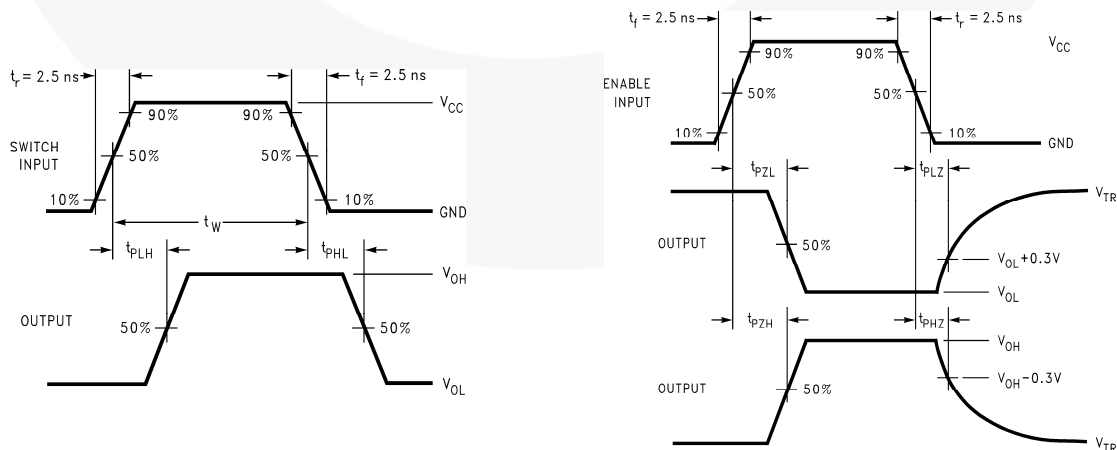 t_r = 2.5 ns
t_f = 2.5 ns
V_CC
90%
90%
SWITCH
INPUT
50%
50%
10%
10%
GND
t_W
t_PLH
t_PHL
V_OH
OUTPUT
50%
50%
V_OL
t_f = 2.5 ns
t_r = 2.5 ns
V_CC
90%
90%
ENABLE
INPUT
50%
50%
10%
10%
GND
t_PZL
t_PLZ
V_TR
OUTPUT
50%
V_OL+0.3V
V_OL
t_PZH
t_PHZ
V_OH
V_OH−0.3V
OUTPUT
50%
V_TR